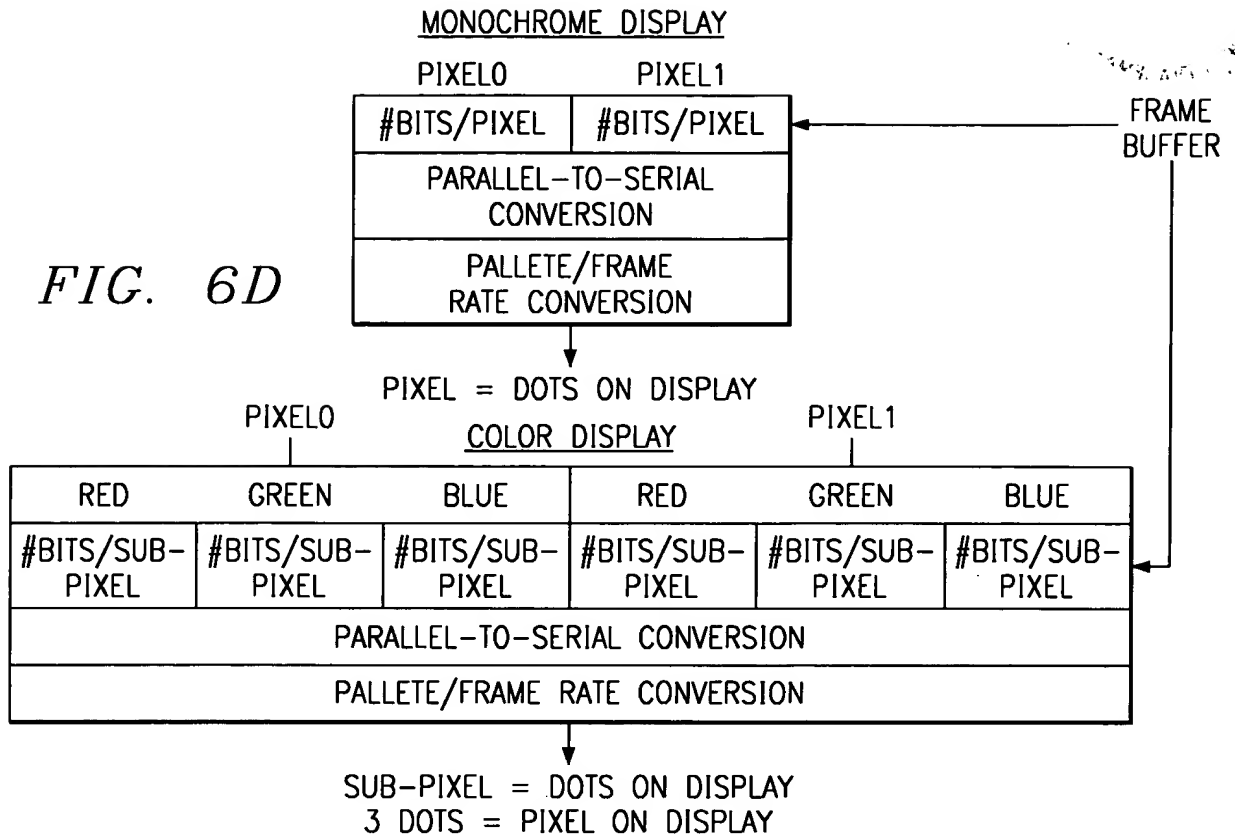 MONOCHROME DISPLAY
PIXEL0 PIXEL1
#BITS/PIXEL #BITS/PIXEL
FRAME
BUFFER
PARALLEL-TO-SERIAL
CONVERSION
PALLETE/FRAME
RATE CONVERSION
FIG. 6D
PIXEL = DOTS ON DISPLAY
PIXEL0 PIXEL1
COLOR DISPLAY
RED GREEN BLUE RED GREEN BLUE
#BITS/SUB- #BITS/SUB- #BITS/SUB- #BITS/SUB- #BITS/SUB- #BITS/SUB-
PIXEL PIXEL PIXEL PIXEL PIXEL PIXEL
PARALLEL-TO-SERIAL CONVERSION
PALLETE/FRAME RATE CONVERSION
SUB-PIXEL = DOTS ON DISPLAY
3 DOTS = PIXEL ON DISPLAY